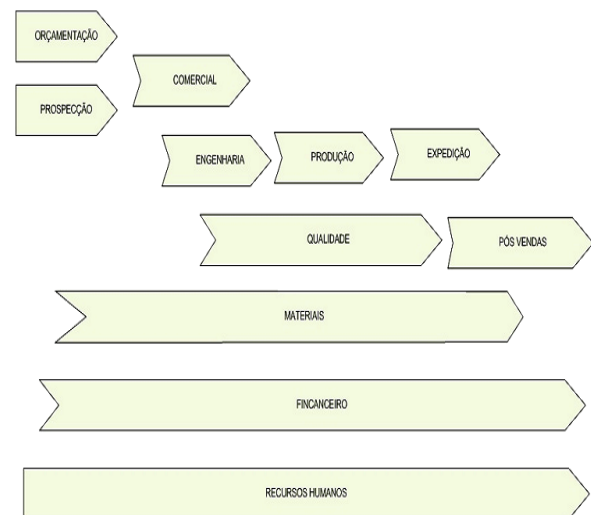 ORÇAMENTAÇÃO
COMERCIAL
PROSPECÇÃO
ENGENHARIA
PRODUÇÃO
EXPEDIÇÃO
QUALIDADE
PÓS VENDAS
MATERIAIS
FINCANCEIRO
RECURSOS HUMANOS